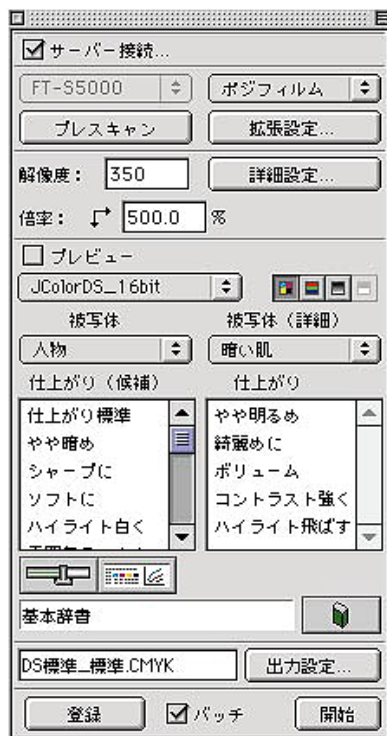 サーバー接続...
FT-S5000 ポジフィルム
プレスキャン 拡張設定...
解像度： 350 詳細設定...
倍率： 500.0 %
プレビュー
JColorDS_16bit
被写体 被写体（詳細）
人物 暗い肌
仕上がり（候補） 仕上がり
仕上がり標準 やや明るめ
やや暗め 綺麗めに
シャープに ボリューム
ソフトに コントラスト強く
ハイライト白く ハイライト飛ばす
基本辞書
DS標準_標準.CMYK 出力設定...
登録 バッチ 開始